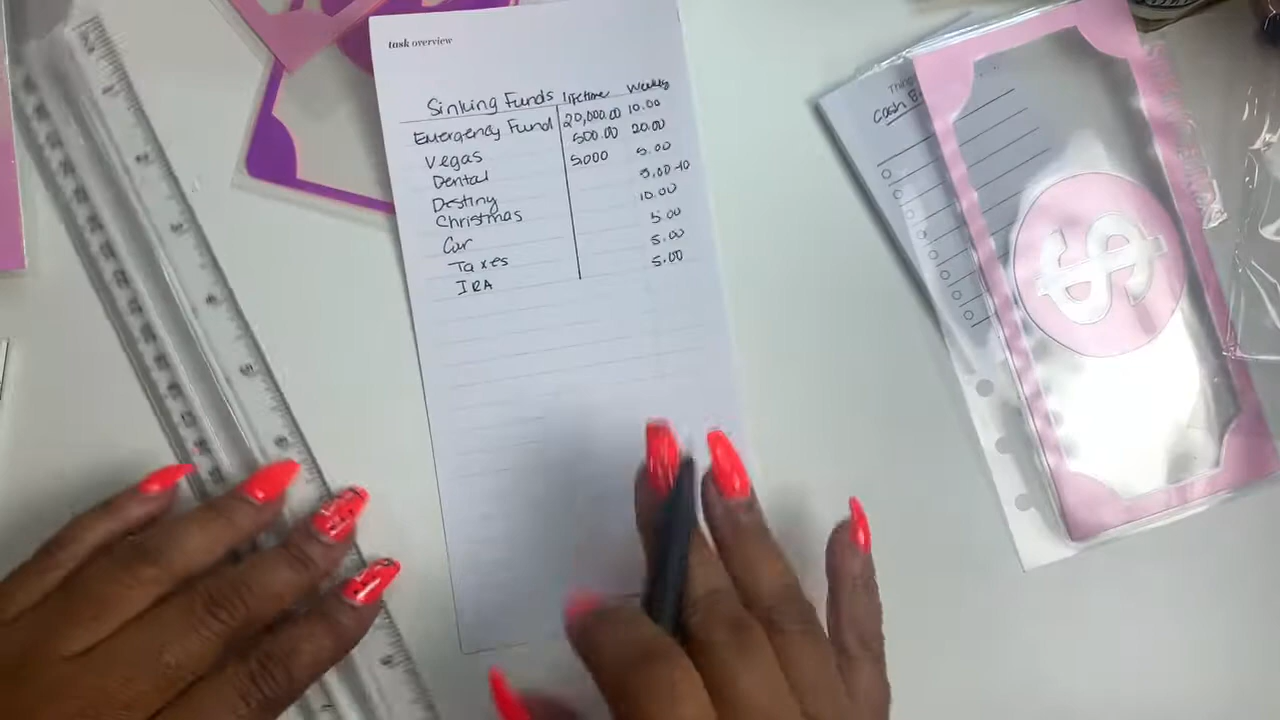 task overview
Sinking Funds lifetime Weekly
Emergency Fund 20,000.00 10.00
Vegas 500.00 20.00
Dental 5000 5.00
Destiny 5.00-10
Christmas 10.00
Car 5.00
Taxes 5.00
IRA 5.00
Cash
$